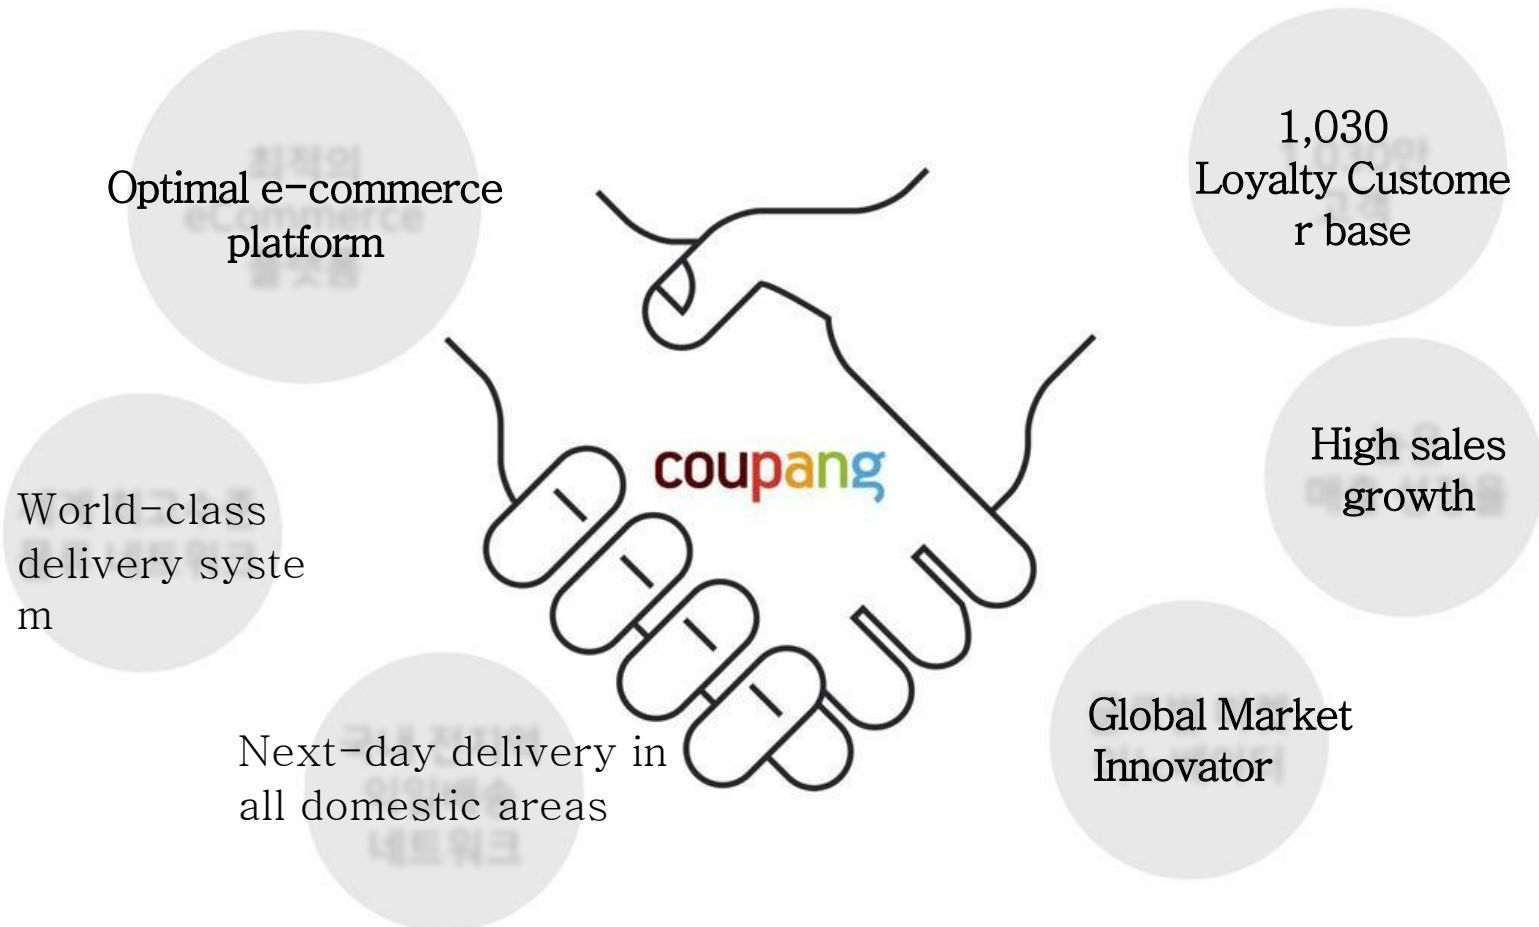 Optimal e-commerce
platform
World-class
delivery syste
m
Next-day delivery in
all domestic areas
coupang
1,030
Loyalty Custome
r base
High sales
growth
Global Market
Innovator